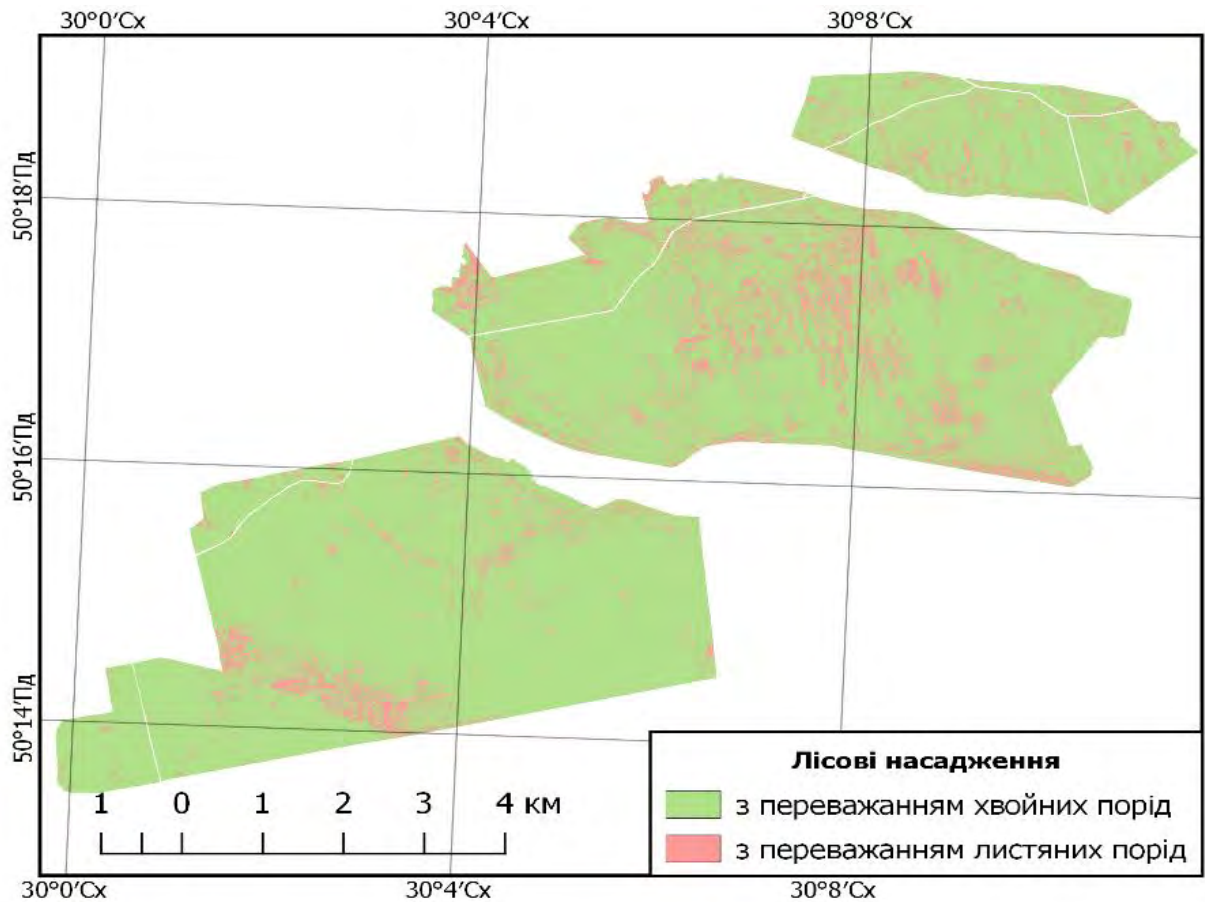 30°0′Сх 30°4′Сх 30°8′Сх
50°18′Пд
50°16′Пд
50°14′Пд
Лісові насадження
з переважанням хвойних порід
з переважанням листяних порід
1 0 1 2 3 4 км
30°0′Сх 30°4′Сх 30°8′Сх